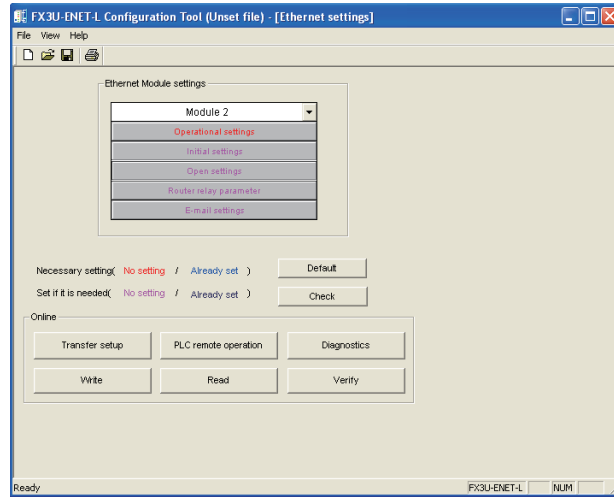 FX3U-ENET-L Configuration Tool (Unset file) - [Ethernet settings]
File View Help
Ethernet Module settings
Module 2
Operational settings
Initial settings
Open settings
Router relay parameter
E-mail settings
Necessary setting( No setting / Already set ) Default
Set if it is needed( No setting / Already set ) Check
Online
Transfer setup PLC remote operation Diagnostics
Write Read Verify
Ready FX3U-ENET-L NUM